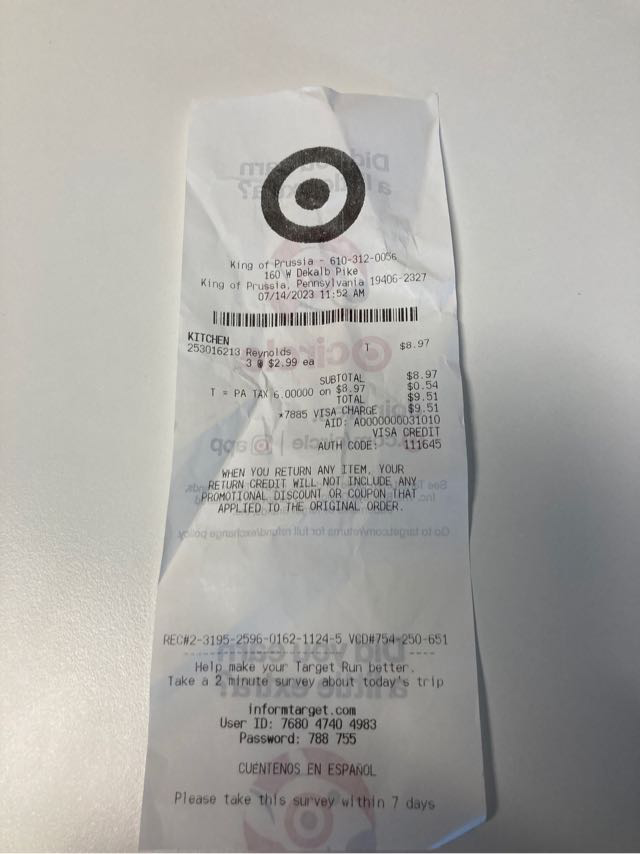 King of Prussia - 610-312-0056
160 W Dekalb Pike
King of Prussia, Pennsylvania 19406-2327
07/14/2023 11:52 AM
KITCHEN
253016213 Reynolds T $8.97
3 @ $2.99 ea
SUBTOTAL $8.97
T = PA TAX 6.00000 on $8.97 $0.54
TOTAL $9.51
*7885 VISA CHARGE $9.51
AID: A0000000031010
VISA CREDIT
AUTH CODE: 111645
WHEN YOU RETURN ANY ITEM, YOUR
RETURN CREDIT WILL NOT INCLUDE ANY
PROMOTIONAL DISCOUNT OR COUPON THAT
APPLIED TO THE ORIGINAL ORDER.
REC#2-3195-2596-0162-1124-5 VCD#754-250-651
Help make your Target Run better.
Take a 2 minute survey about today's trip
informtarget.com
User ID: 7680 4740 4983
Password: 788 755
CUÉNTENOS EN ESPAÑOL
Please take this survey within 7 days